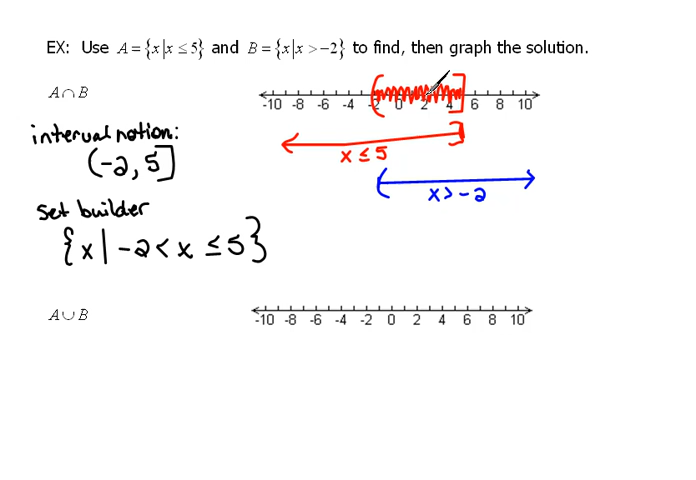 EX: Use A = {x|x ≤ 5} and B = {x|x > −2} to find, then graph the solution.
A∩B
-10 -8 -6 -4 -2 0 2 4 6 8 10
interval notion:
(-2, 5]
x ≤ 5
x > -2
set builder
{x | -2 < x ≤ 5}
A∪B
-10 -8 -6 -4 -2 0 2 4 6 8 10